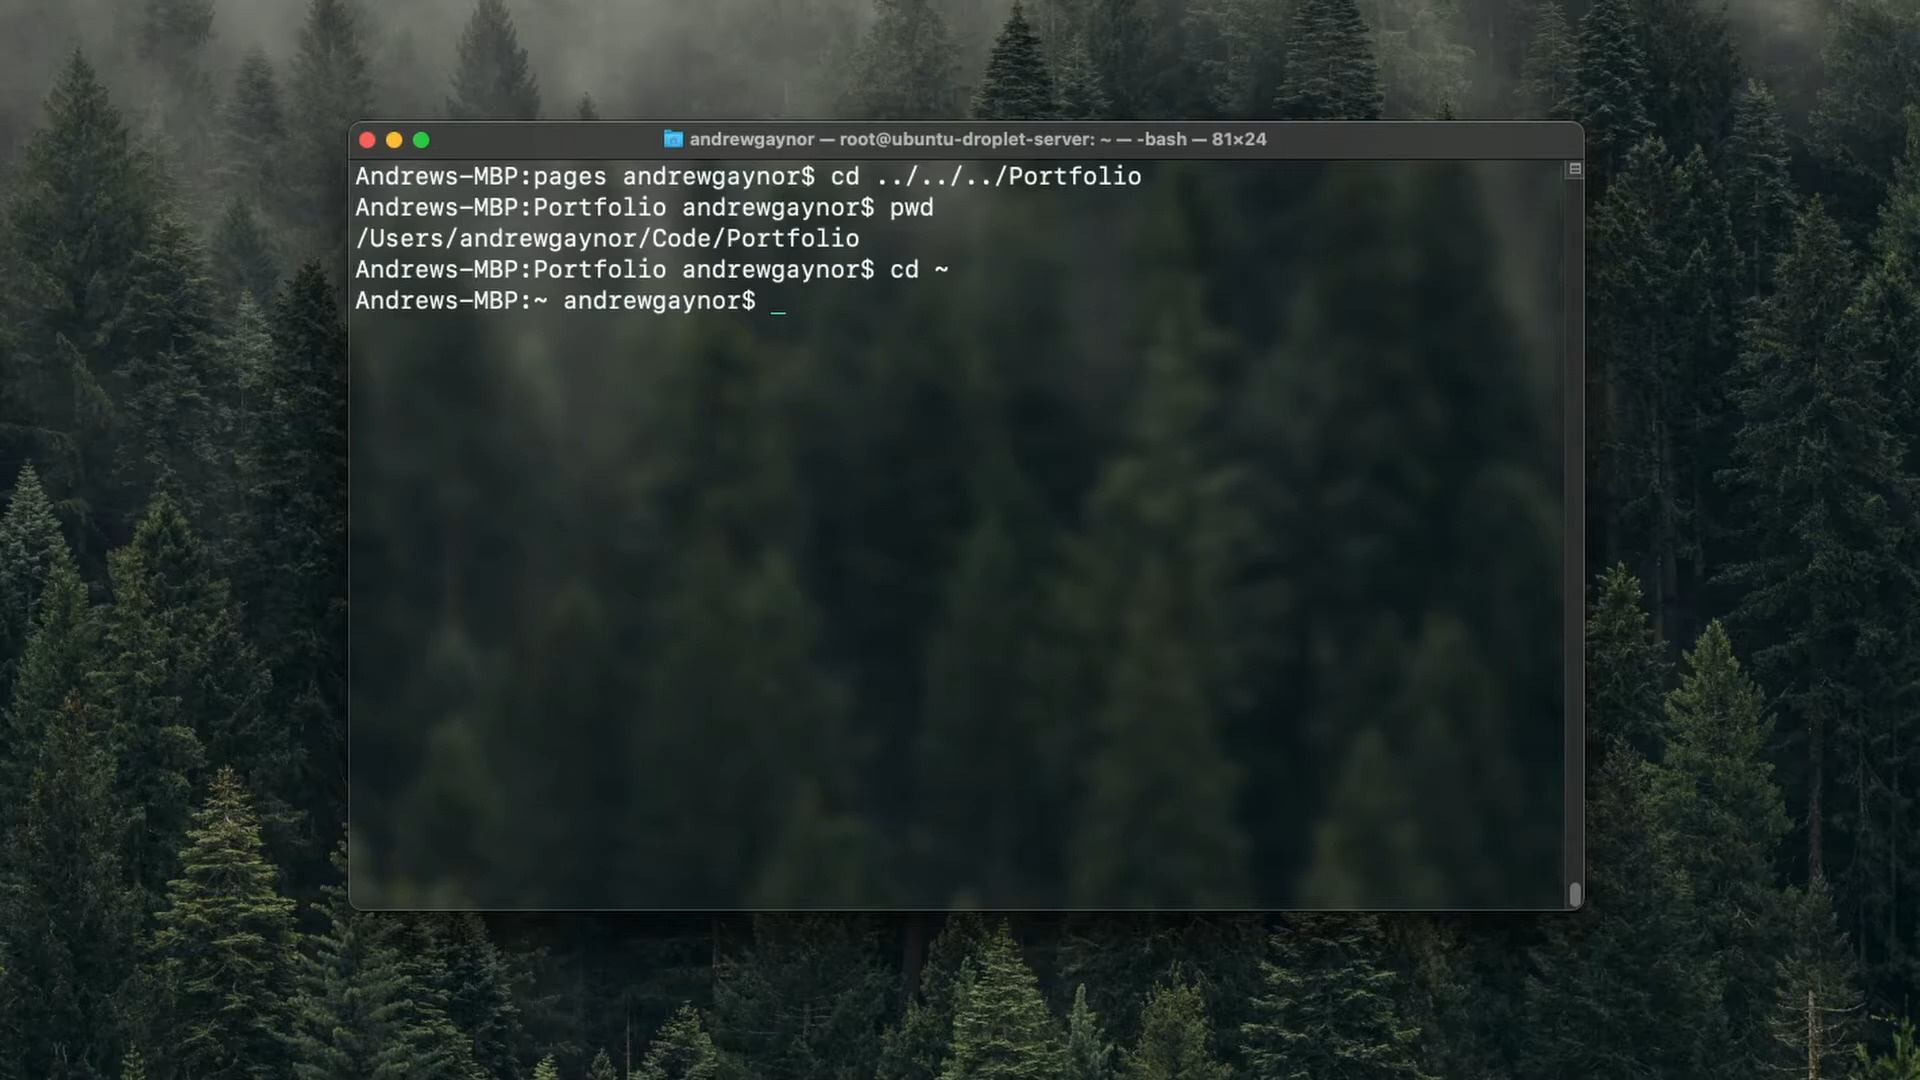 andrewgaynor — root@ubuntu-droplet-server: ~ — -bash — 81×24
Andrews-MBP:pages andrewgaynor$ cd ../../../Portfolio
Andrews-MBP:Portfolio andrewgaynor$ pwd
/Users/andrewgaynor/Code/Portfolio
Andrews-MBP:Portfolio andrewgaynor$ cd ~
Andrews-MBP:~ andrewgaynor$ _